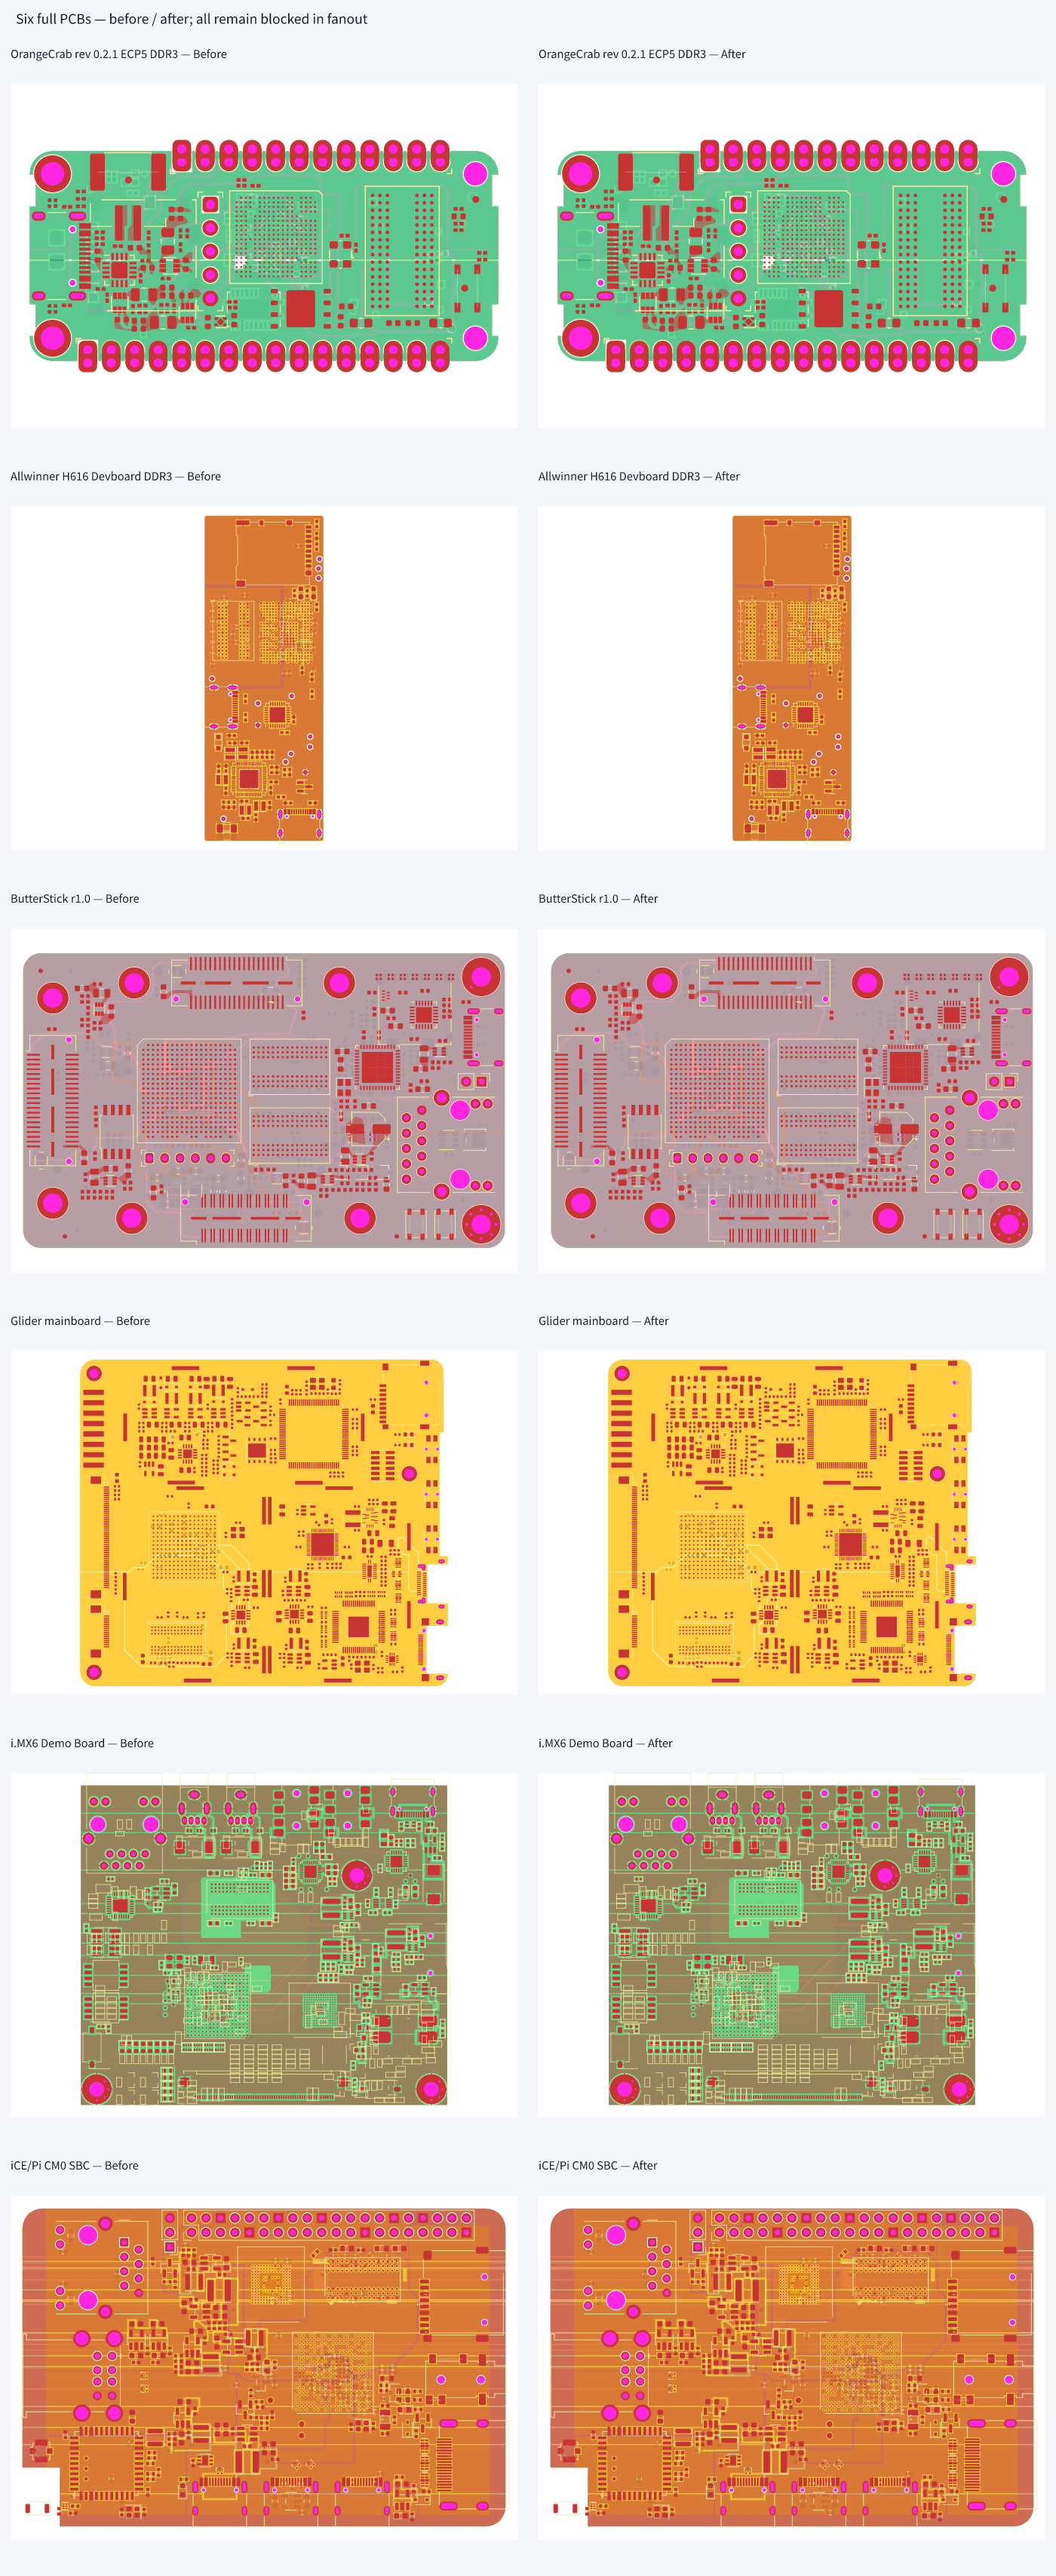 Six full PCBs — before / after; all remain blocked in fanout
OrangeCrab rev 0.2.1 ECP5 DDR3 — Before
OrangeCrab rev 0.2.1 ECP5 DDR3 — After
Allwinner H616 Devboard DDR3 — Before
Allwinner H616 Devboard DDR3 — After
ButterStick r1.0 — Before
ButterStick r1.0 — After
Glider mainboard — Before
Glider mainboard — After
i.MX6 Demo Board — Before
i.MX6 Demo Board — After
iCE/Pi CM0 SBC — Before
iCE/Pi CM0 SBC — After